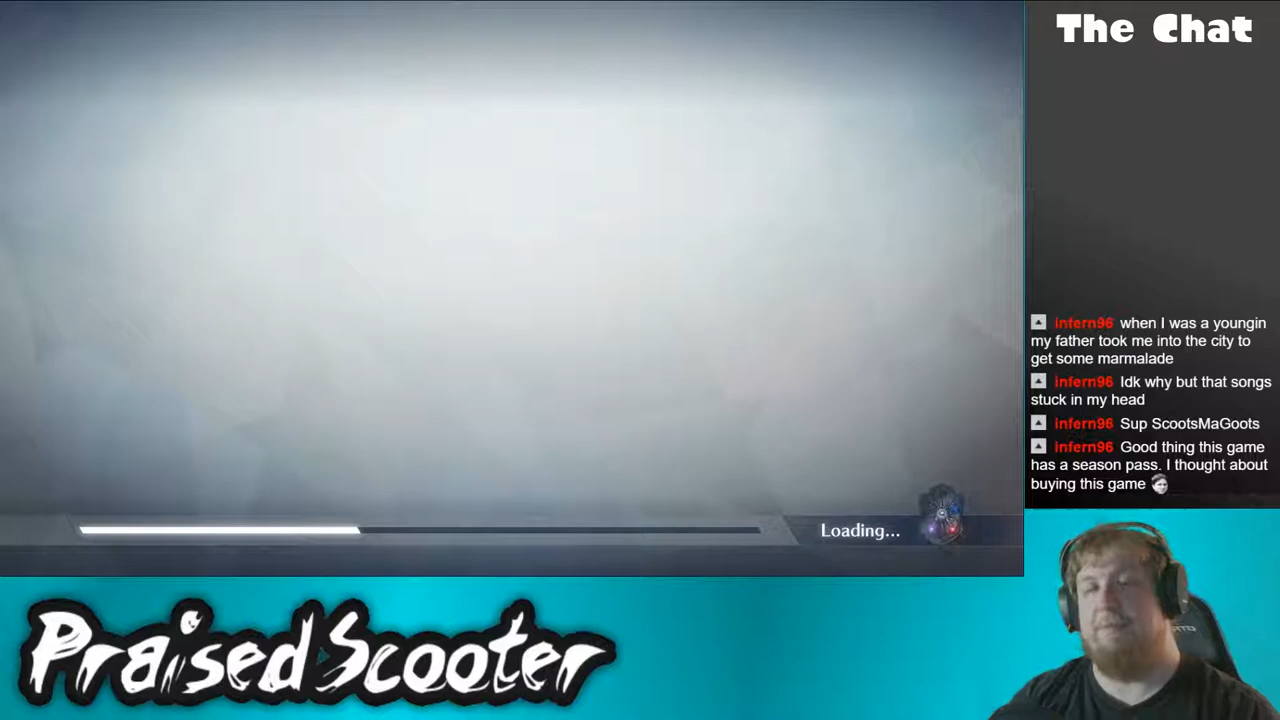 The Chat
infern96 when I was a youngin
my father took me into the city to
get some marmalade
infern96 Idk why but that songs
stuck in my head
infern96 Sup ScootsMaGoots
infern96 Good thing this game
has a season pass. I thought about
buying this game
Loading...
Praised Scooter